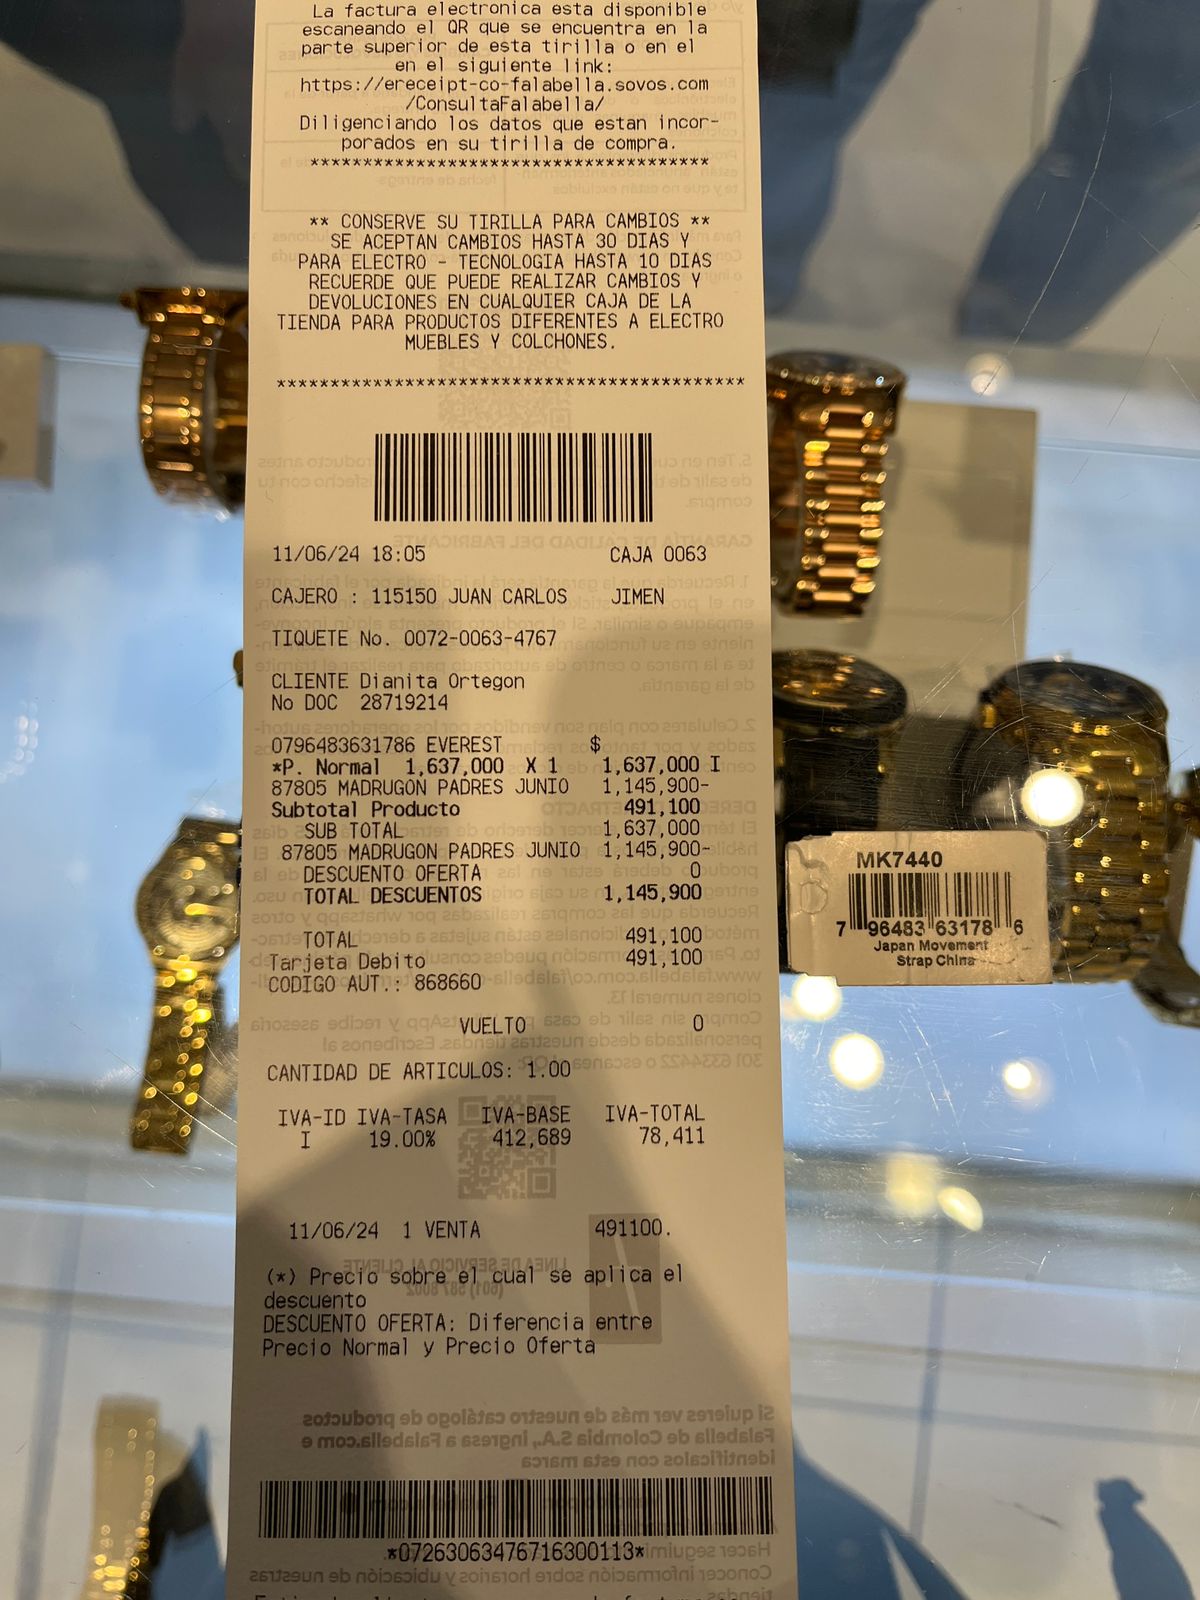 La factura electronica esta disponible
escaneando el QR que se encuentra en la
parte superior de esta tirilla o en el
en el siguiente link:
https://ereceipt-co-falabella.sovos.com
/ConsultaFalabella/
Diligenciando los datos que estan incor-
porados en su tirilla de compra.
*************************************
** CONSERVE SU TIRILLA PARA CAMBIOS **
SE ACEPTAN CAMBIOS HASTA 30 DIAS Y
PARA ELECTRO - TECNOLOGIA HASTA 10 DIAS
RECUERDE QUE PUEDE REALIZAR CAMBIOS Y
DEVOLUCIONES EN CUALQUIER CAJA DE LA
TIENDA PARA PRODUCTOS DIFERENTES A ELECTRO
MUEBLES Y COLCHONES.
******************************************
11/06/24 18:05 CAJA 0063
CAJERO : 115150 JUAN CARLOS JIMEN
TIQUETE No. 0072-0063-4767
CLIENTE Dianita Ortegon
No DOC 28719214
0796483631786 EVEREST $
*P. Normal 1,637,000 X 1 1,637,000 I
87805 MADRUGON PADRES JUNIO 1,145,900-
Subtotal Producto 491,100
SUB TOTAL 1,637,000
87805 MADRUGON PADRES JUNIO 1,145,900-
DESCUENTO OFERTA 0
TOTAL DESCUENTOS 1,145,900
TOTAL 491,100
Tarjeta Debito 491,100
CODIGO AUT.: 868660
VUELTO 0
CANTIDAD DE ARTICULOS: 1.00
IVA-ID IVA-TASA IVA-BASE IVA-TOTAL
I 19.00% 412,689 78,411
11/06/24 1 VENTA 491100.
(*) Precio sobre el cual se aplica el
descuento
DESCUENTO OFERTA: Diferencia entre
Precio Normal y Precio Oferta
*07263063476716300113*
MK7440
7 96483 63178 6
Japan Movement
Strap China